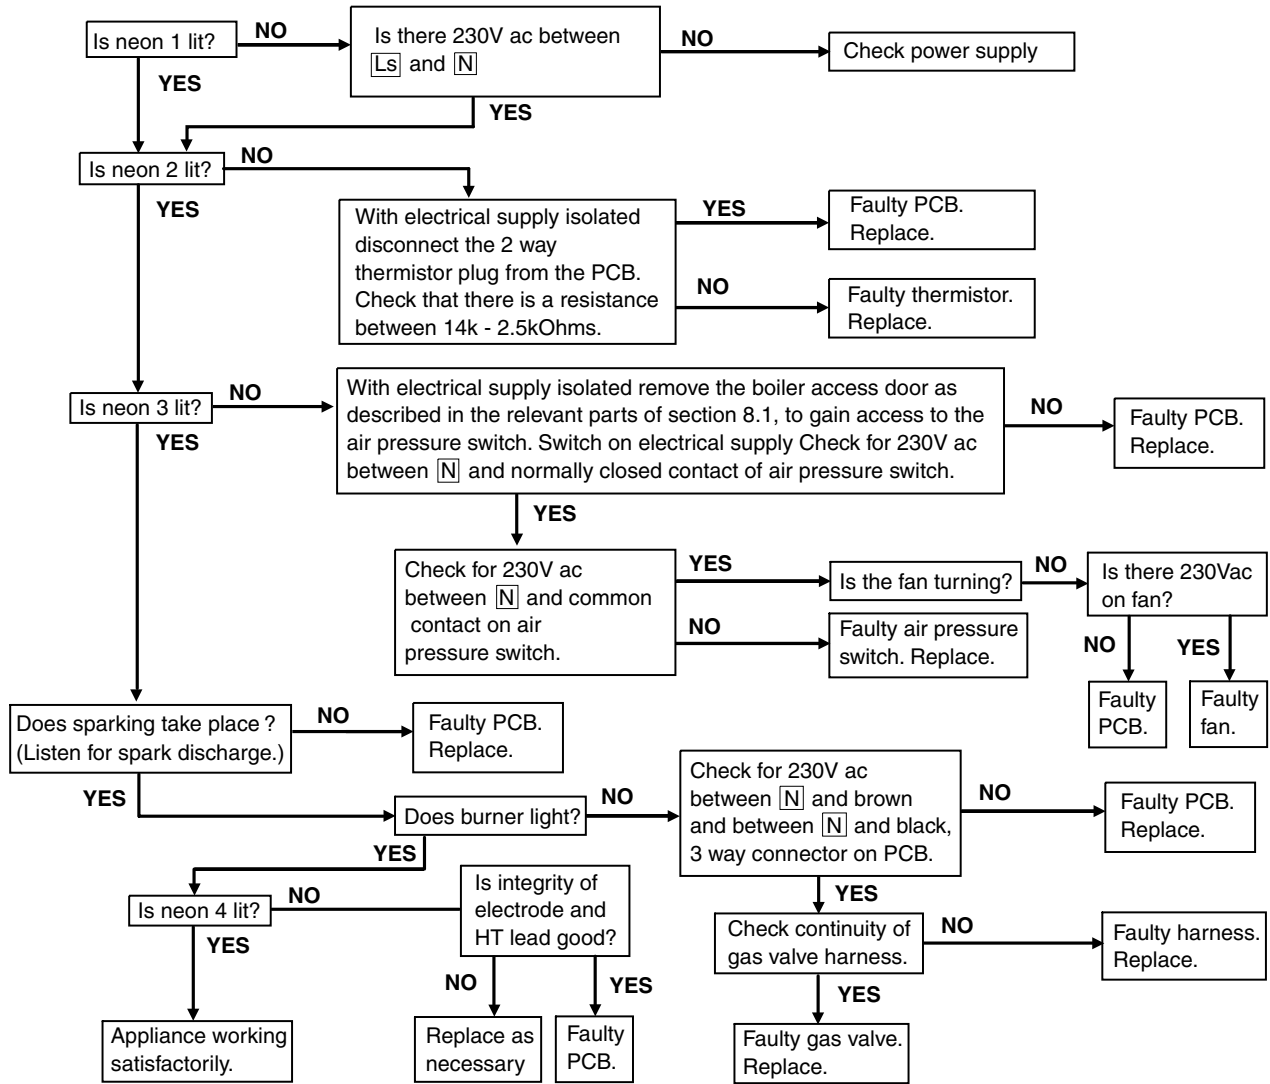 Is neon 1 lit?
NO
Is there 230V ac between
Ls and N
NO
Check power supply
YES
YES
Is neon 2 lit?
NO
YES
With electrical supply isolated
disconnect the 2 way
thermistor plug from the PCB.
Check that there is a resistance
between 14k - 2.5kOhms.
YES
Faulty PCB.
Replace.
NO
Faulty thermistor.
Replace.
Is neon 3 lit?
NO
YES
With electrical supply isolated remove the boiler access door as
described in the relevant parts of section 8.1, to gain access to the
air pressure switch. Switch on electrical supply Check for 230V ac
between N and normally closed contact of air pressure switch.
NO
Faulty PCB.
Replace.
YES
Check for 230V ac
between N and common
contact on air
pressure switch.
YES
Is the fan turning?
NO
Is there 230Vac
on fan?
NO
Faulty air pressure
switch. Replace.
NO
YES
Faulty
PCB.
Faulty
fan.
Does sparking take place ?
(Listen for spark discharge.)
NO
Faulty PCB.
Replace.
YES
Does burner light?
NO
Check for 230V ac
between N and brown
and between N and black,
3 way connector on PCB.
NO
Faulty PCB.
Replace.
YES
YES
Is neon 4 lit?
NO
Is integrity of
electrode and
HT lead good?
Check continuity of
gas valve harness.
NO
Faulty harness.
Replace.
YES
NO
YES
YES
Appliance working
satisfactorily.
Replace as
necessary
Faulty
PCB.
Faulty gas valve.
Replace.